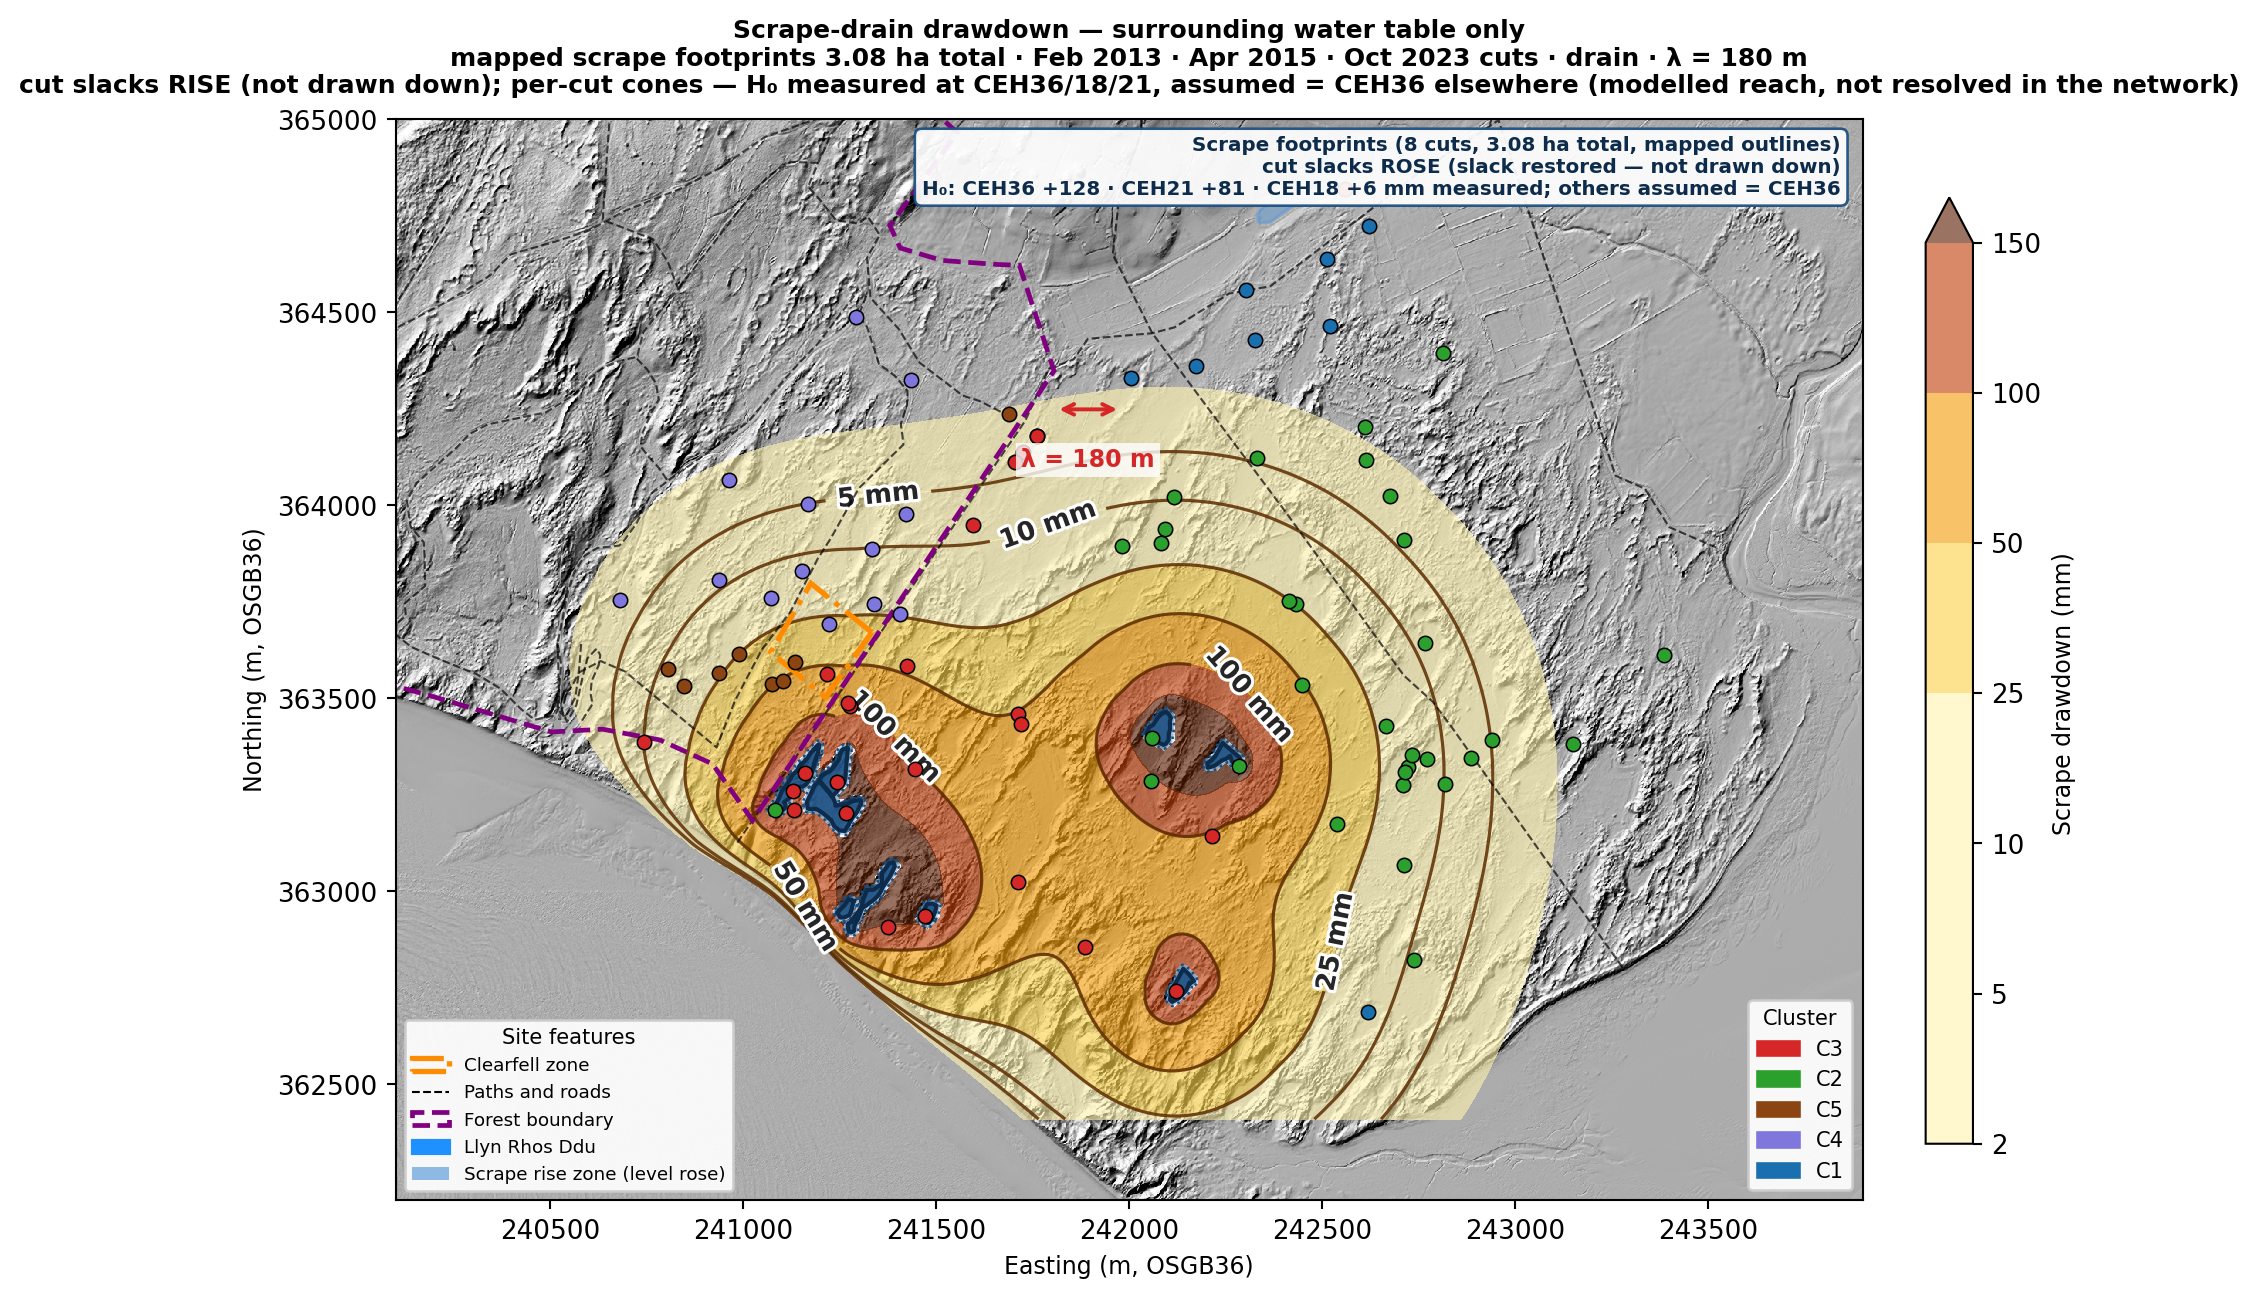 Scrape-drain drawdown — surrounding water table only
mapped scrape footprints 3.08 ha total · Feb 2013 · Apr 2015 · Oct 2023 cuts · drain · λ = 180 m
cut slacks RISE (not drawn down); per-cut cones — H₀ measured at CEH36/18/21, assumed = CEH36 elsewhere (modelled reach, not resolved in the network)
Scrape footprints (8 cuts, 3.08 ha total, mapped outlines)
cut slacks ROSE (slack restored — not drawn down)
H₀: CEH36 +128 · CEH21 +81 · CEH18 +6 mm measured; others assumed = CEH36
365000
364500
364000
363500
363000
362500
Northing (m, OSGB36)
λ = 180 m
5 mm
10 mm
100 mm
100 mm
50 mm
25 mm
Site features
Clearfell zone
Paths and roads
Forest boundary
Llyn Rhos Ddu
Scrape rise zone (level rose)
Cluster
C3
C2
C5
C4
C1
240500
241000
241500
242000
242500
243000
243500
Easting (m, OSGB36)
150
100
50
25
10
5
2
Scrape drawdown (mm)